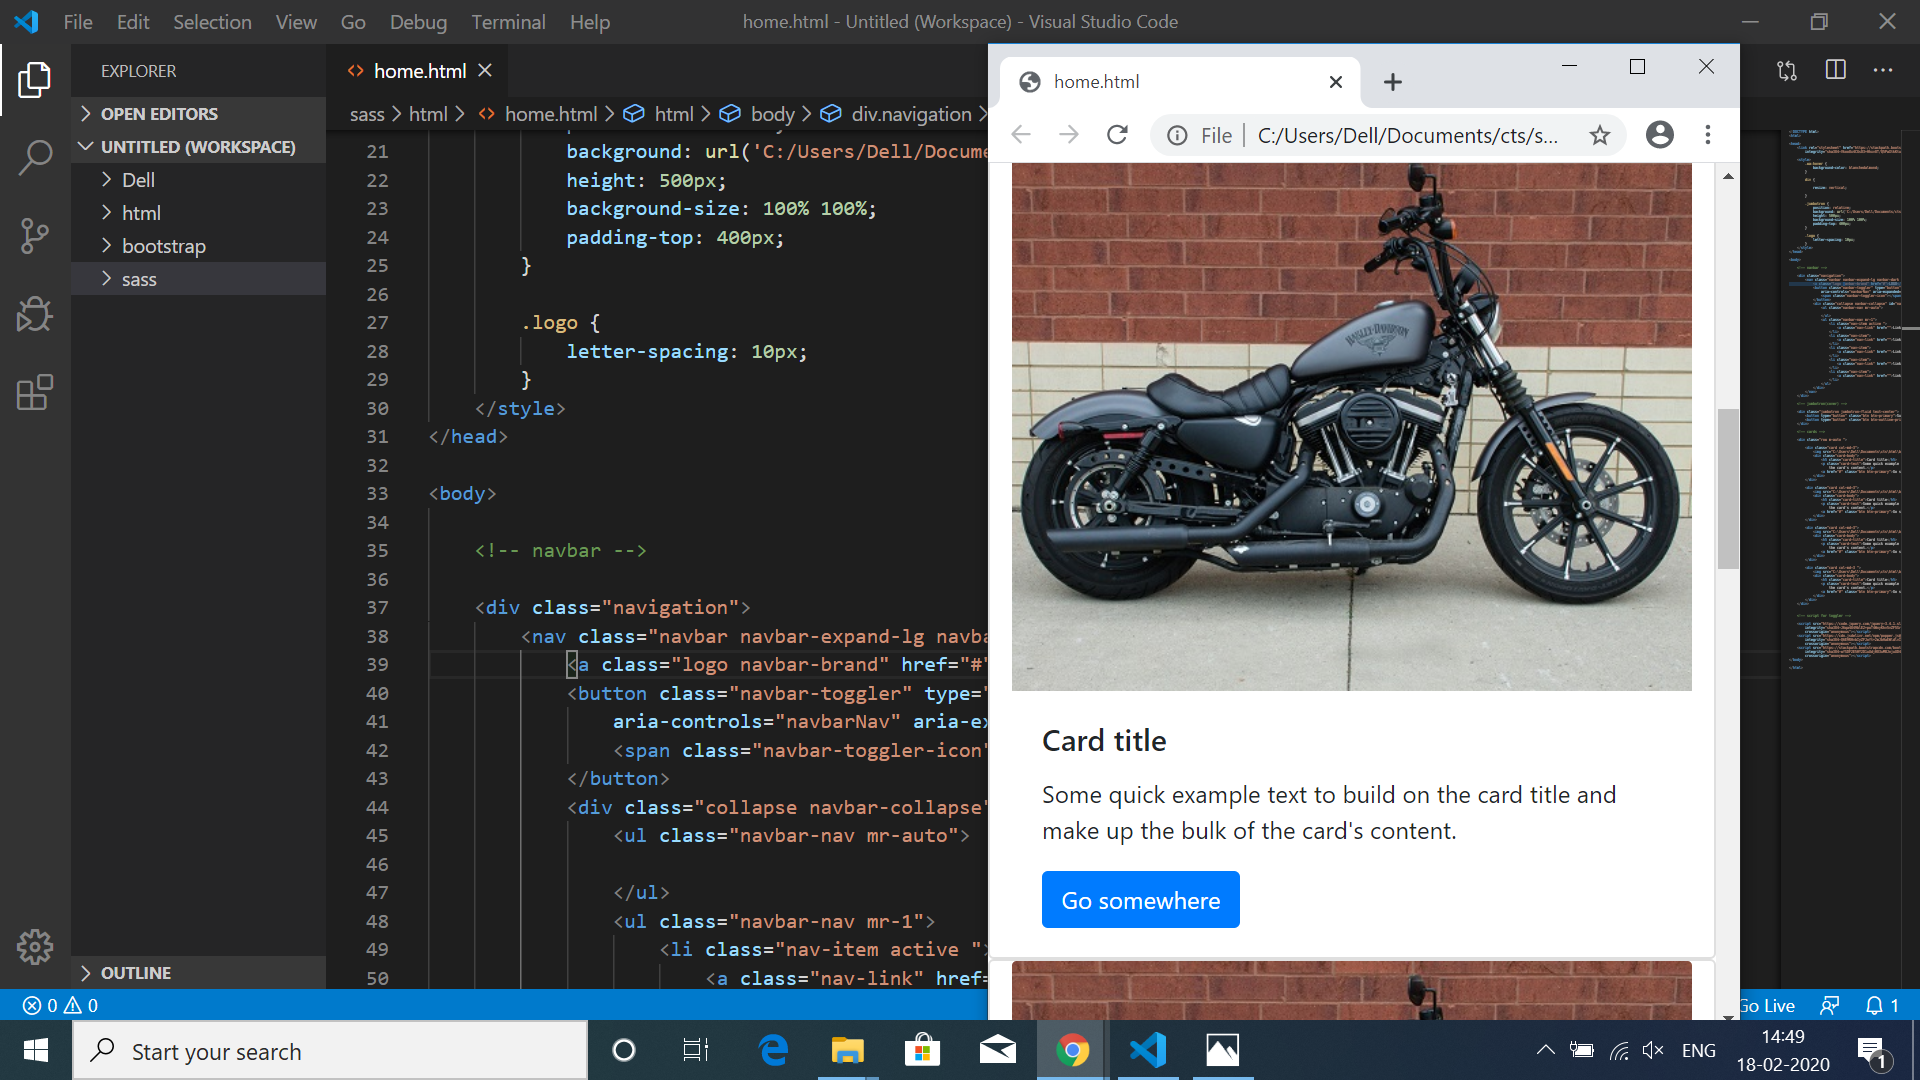 File Edit Selection View Go Debug Terminal Help
home.html - Untitled (Workspace) - Visual Studio Code
EXPLORER
OPEN EDITORS
UNTITLED (WORKSPACE)
Dell
html
bootstrap
sass
OUTLINE
home.html
sass > html > home.html > html > body > div.navigation >
21 background: url('C:/Users/Dell/Docume
22 height: 500px;
23 background-size: 100% 100%;
24 padding-top: 400px;
25 }
26
27 .logo {
28 letter-spacing: 10px;
29 }
30 </style>
31 </head>
32
33 <body>
34
35 <!-- navbar -->
36
37 <div class="navigation">
38 <nav class="navbar navbar-expand-lg navba
39 <a class="logo navbar-brand" href="#"
40 <button class="navbar-toggler" type="
41 aria-controls="navbarNav" aria-ex
42 <span class="navbar-toggler-icon"
43 </button>
44 <div class="collapse navbar-collapse"
45 <ul class="navbar-nav mr-auto">
46
47 </ul>
48 <ul class="navbar-nav mr-1">
49 <li class="nav-item active ">
50 <a class="nav-link" href=
home.html
File | C:/Users/Dell/Documents/cts/s...
HARLEY-DAVIDSON
Card title
Some quick example text to build on the card title and
make up the bulk of the card's content.
Go somewhere
0 0
Go Live 1
Start your search
ENG
14:49
18-02-2020
1